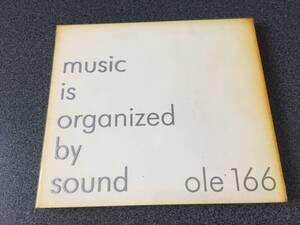 music
is
organized
by
sound ole 166